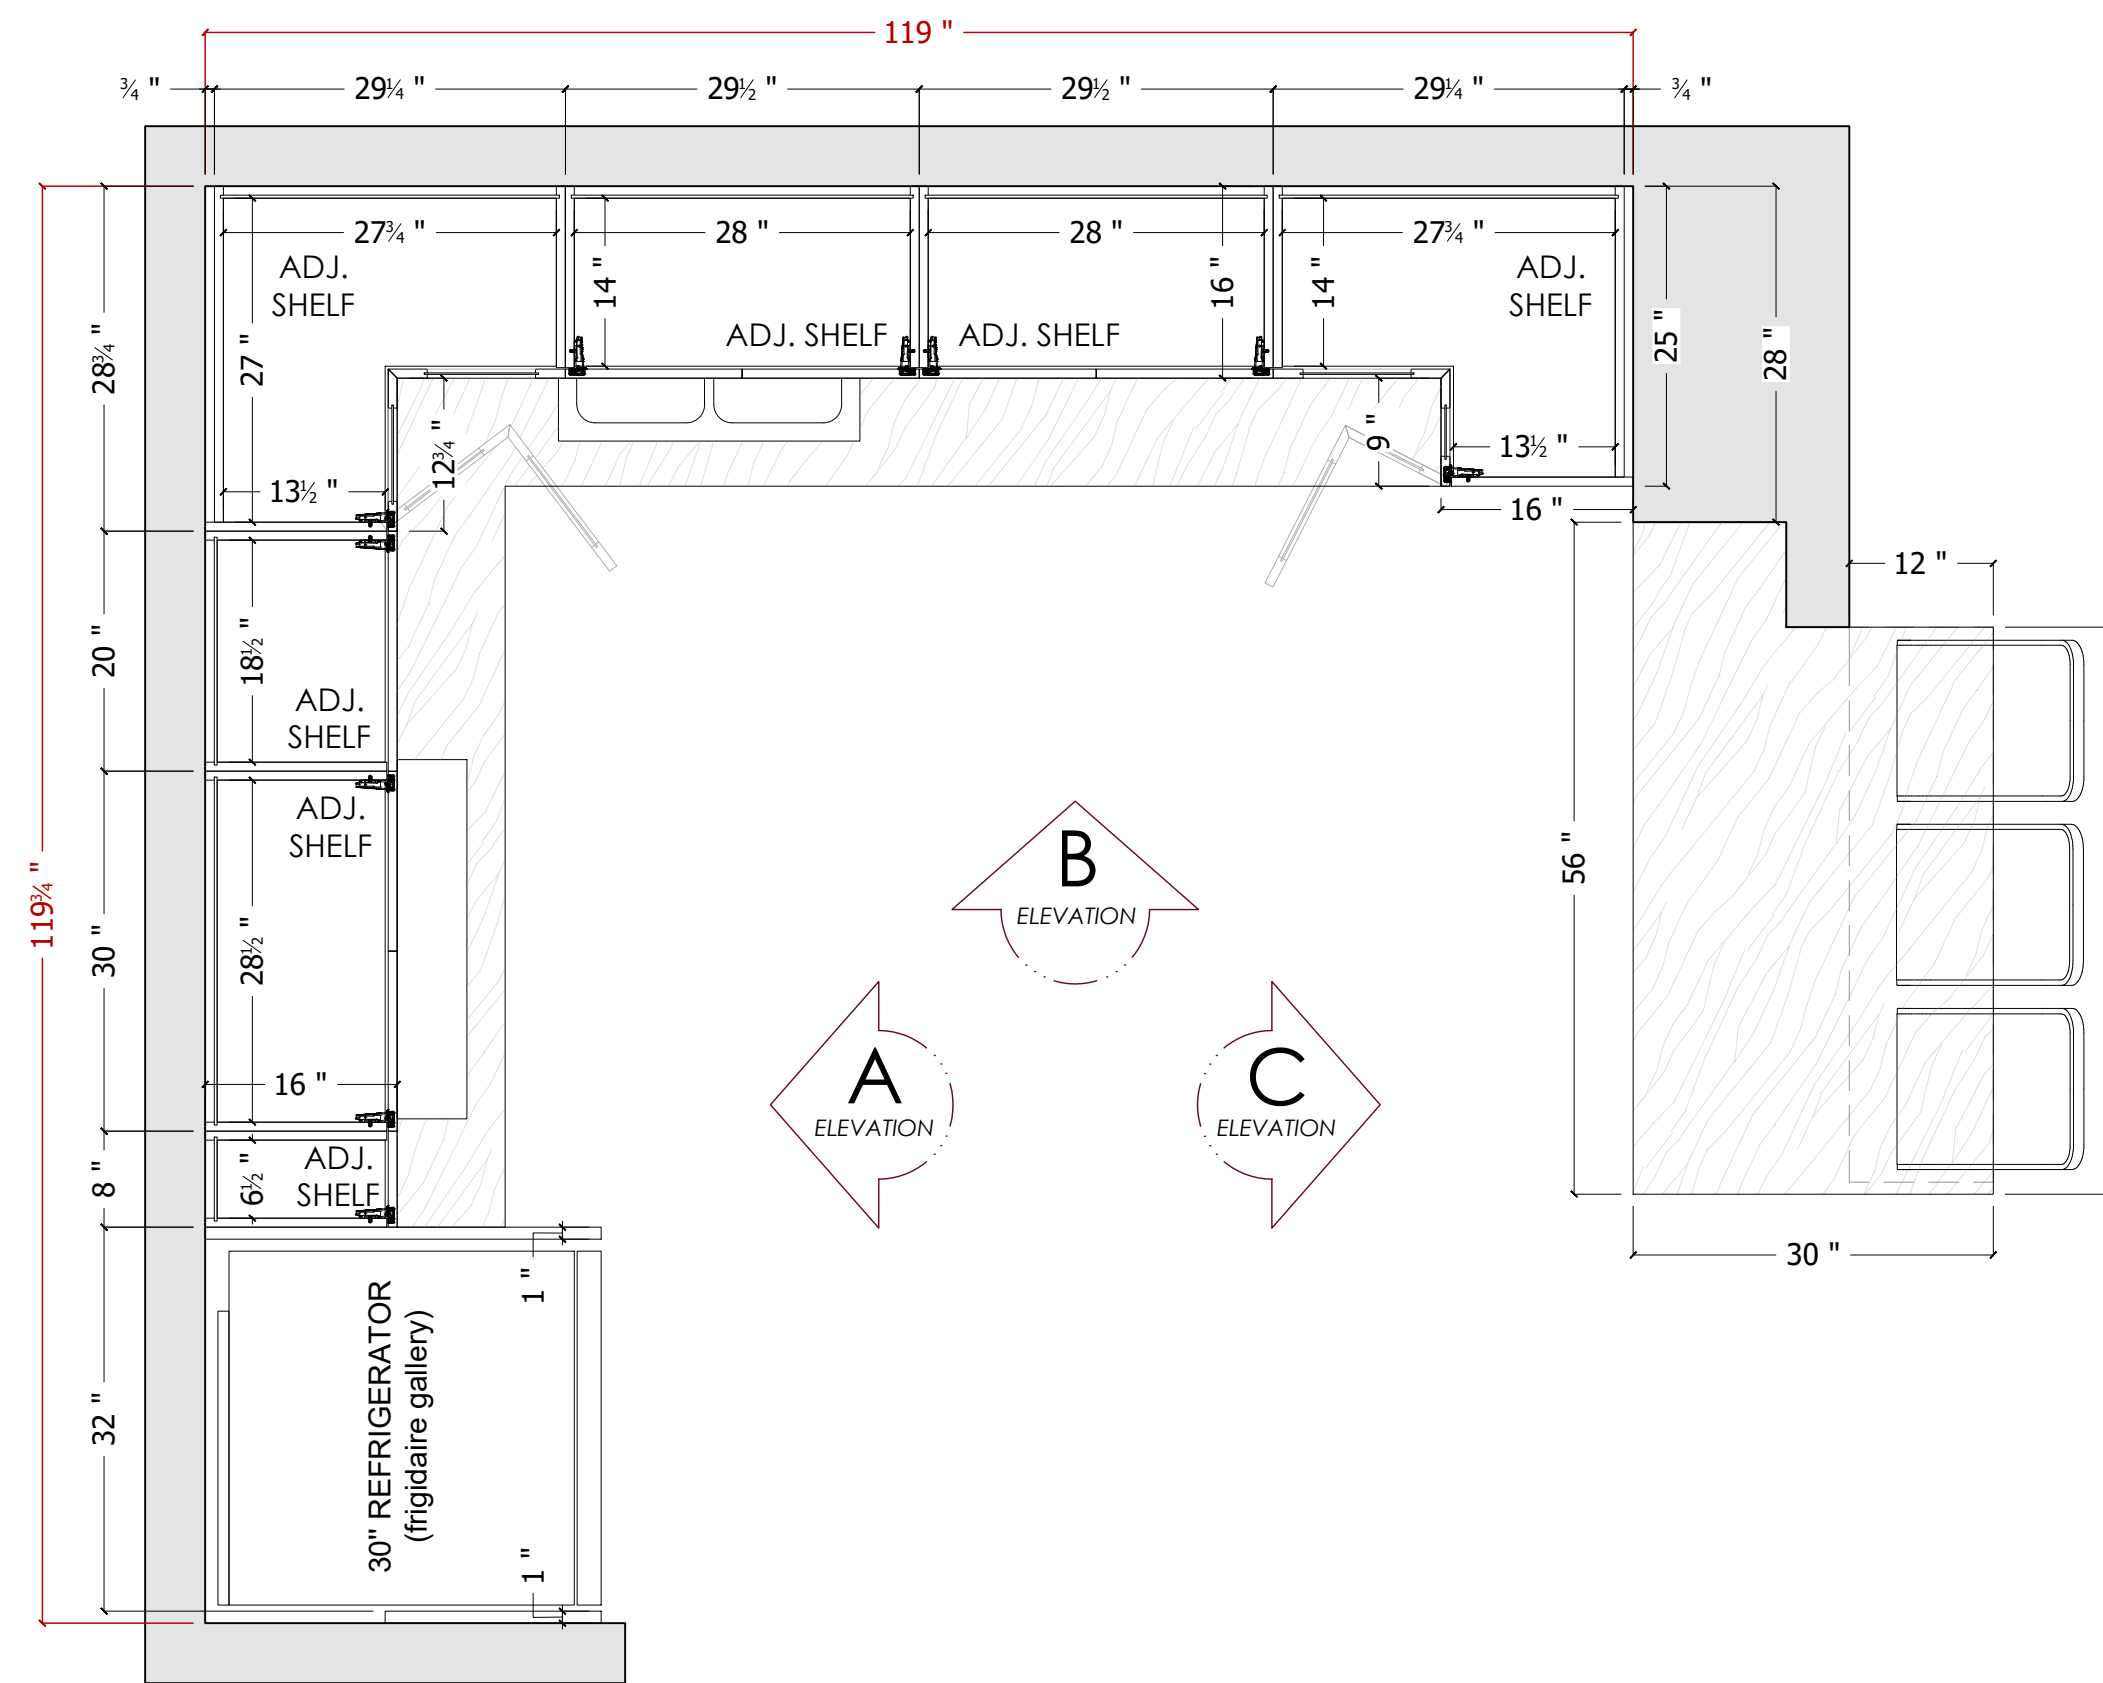 119 "
¾ "
29¼ "
29½ "
29½ "
29¼ "
¾ "
27¾ "
28 "
28 "
27¾ "
ADJ.
SHELF
14 "
16 "
14 "
ADJ.
SHELF
ADJ. SHELF
ADJ. SHELF
28¾ "
27 "
25 "
28 "
12¾ "
9 "
13½ "
13½ "
16 "
12 "
20 "
18½ "
ADJ.
SHELF
ADJ.
SHELF
119¾ "
30 "
28½ "
56 "
B
ELEVATION
A
ELEVATION
C
ELEVATION
16 "
8 "
6½ "
ADJ.
SHELF
30 "
1 "
32 "
30" REFRIGERATOR
(frigidaire gallery)
1 "